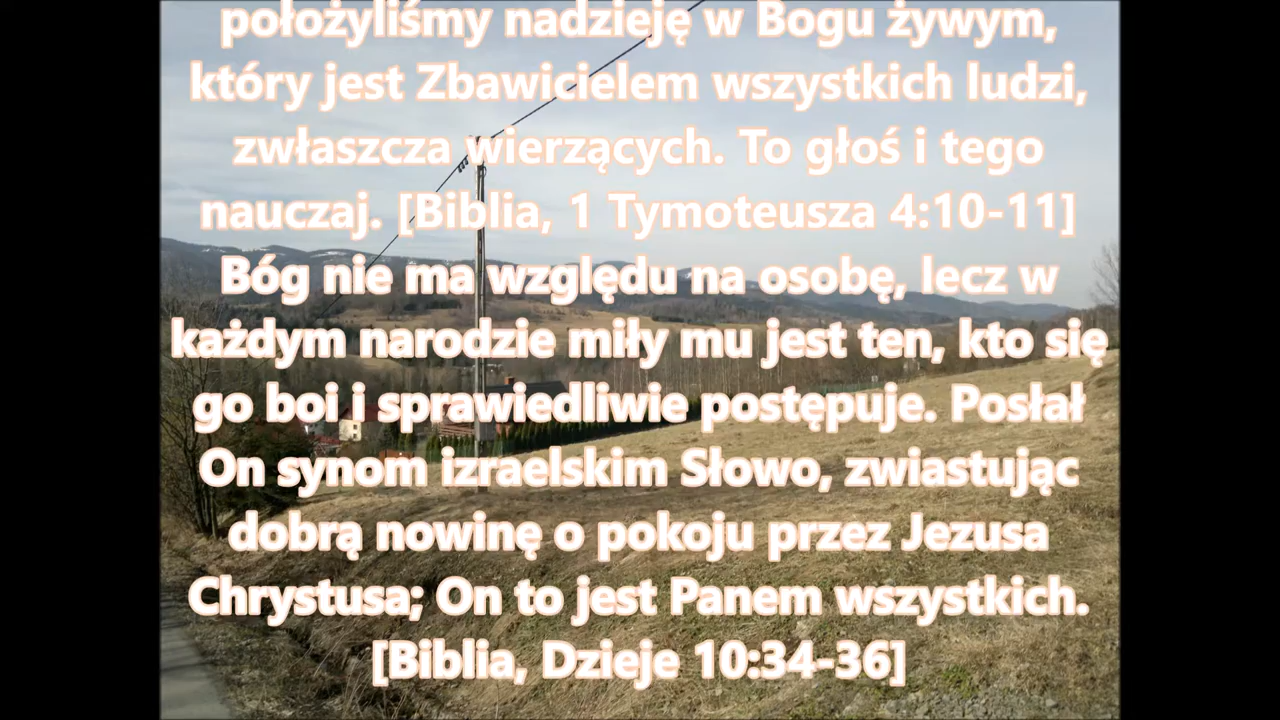 położyliśmy nadzieję w Bogu żywym,
który jest Zbawicielem wszystkich ludzi,
zwłaszcza wierzących. To głoś i tego
nauczaj. [Biblia, 1 Tymoteusza 4:10-11]
Bóg nie ma względu na osobę, lecz w
każdym narodzie miły mu jest ten, kto się
go boi i sprawiedliwie postępuje. Posłał
On synom izraelskim Słowo, zwiastując
dobrą nowinę o pokoju przez Jezusa
Chrystusa; On to jest Panem wszystkich.
[Biblia, Dzieje 10:34-36]